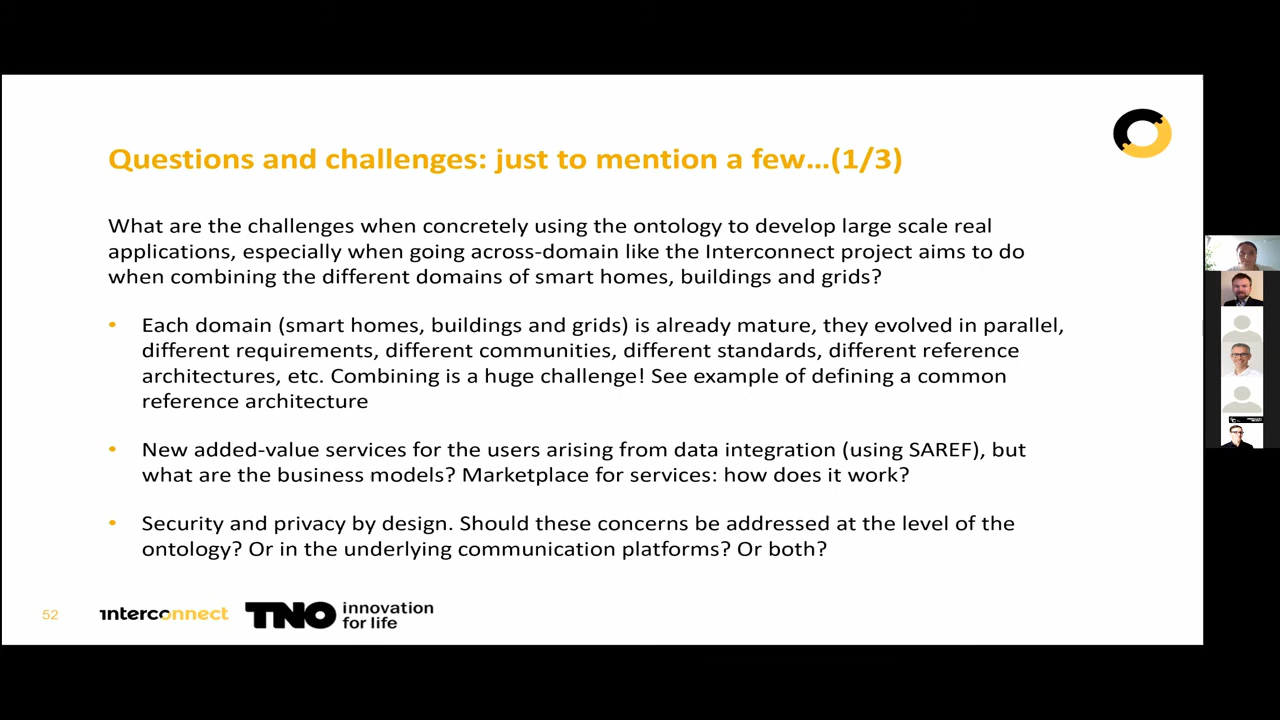 Questions and challenges: just to mention a few...(1/3)
What are the challenges when concretely using the ontology to develop large scale real
applications, especially when going across-domain like the Interconnect project aims to do
when combining the different domains of smart homes, buildings and grids?
• Each domain (smart homes, buildings and grids) is already mature, they evolved in parallel,
different requirements, different communities, different standards, different reference
architectures, etc. Combining is a huge challenge! See example of defining a common
reference architecture
• New added-value services for the users arising from data integration (using SAREF), but
what are the business models? Marketplace for services: how does it work?
• Security and privacy by design. Should these concerns be addressed at the level of the
ontology? Or in the underlying communication platforms? Or both?
52
interconnect
TNO
innovation
for life